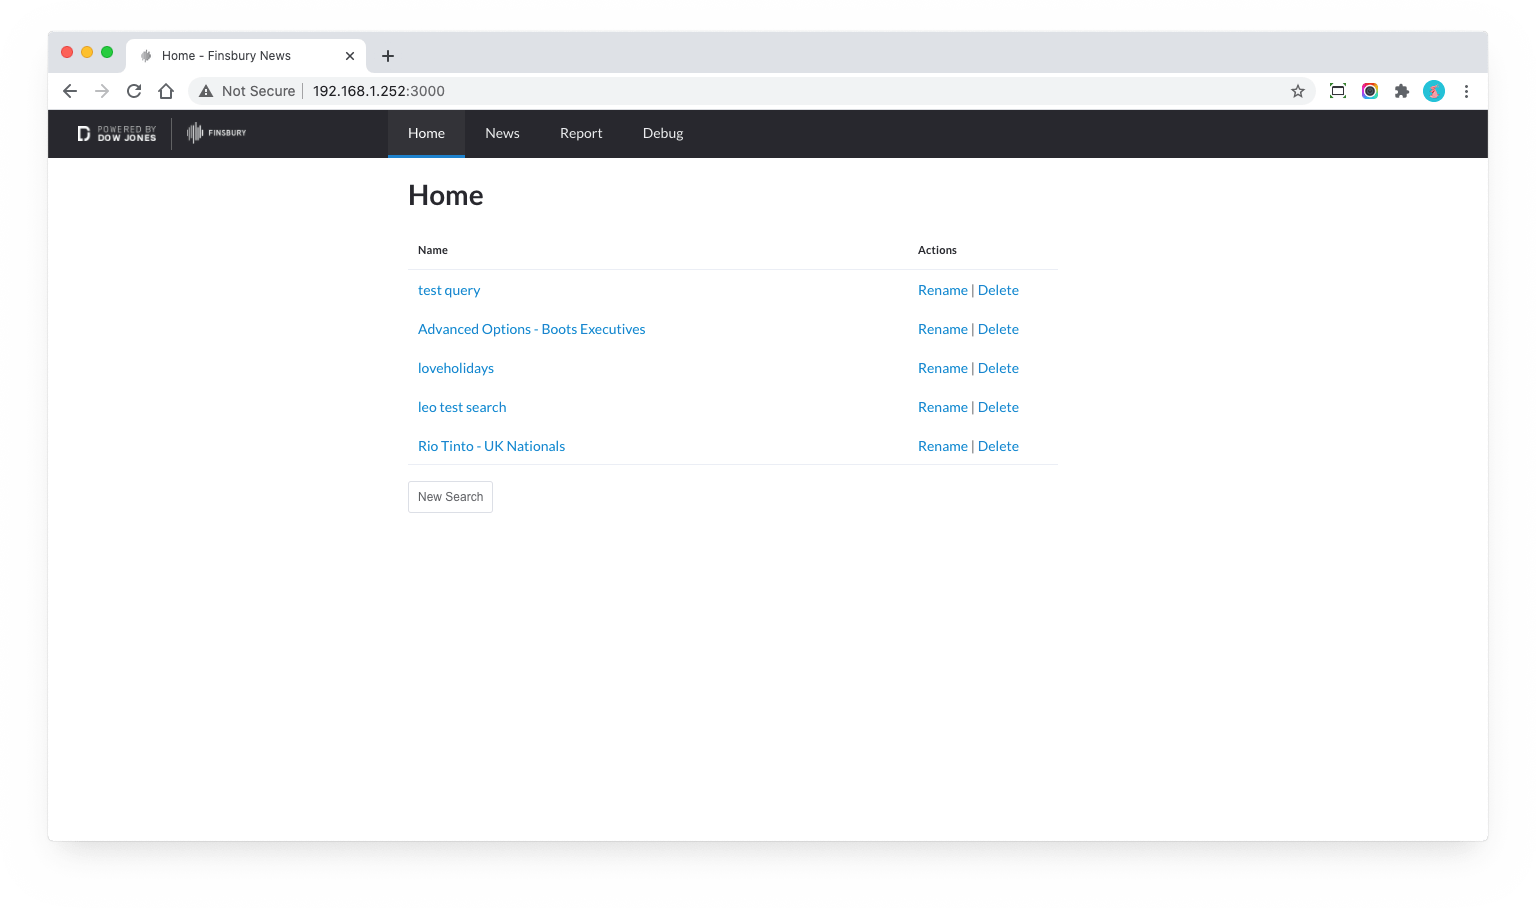 Home - Finsbury News
Not Secure 192.168.1.252:3000
POWERED BY
DOW JONES
FINSBURY
Home News Report Debug
Home
Name Actions
test query Rename | Delete
Advanced Options - Boots Executives Rename | Delete
loveholidays Rename | Delete
leo test search Rename | Delete
Rio Tinto - UK Nationals Rename | Delete
New Search